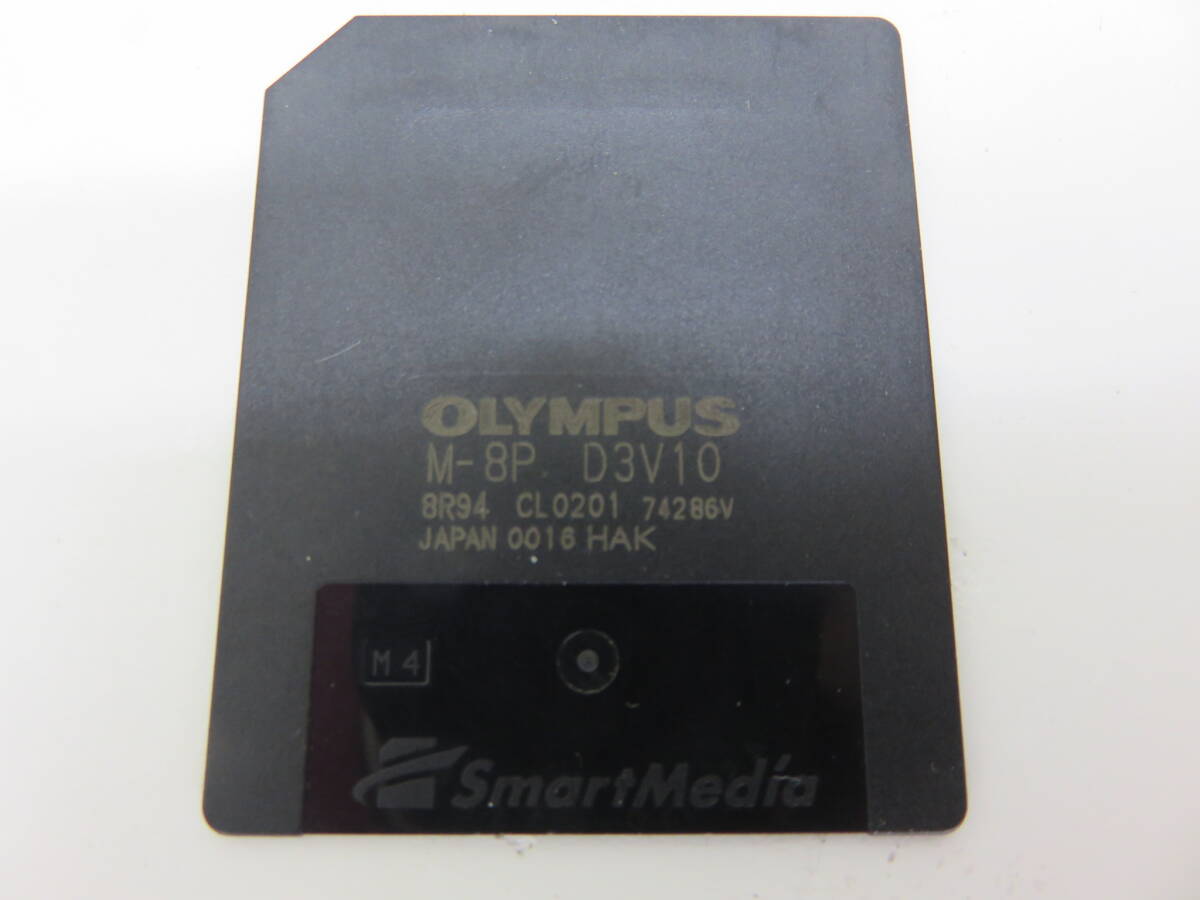 OLYMPUS
M-8P D3V10
8R94 CL0201 74286V
JAPAN 0016 HAK
M4
SmartMedia